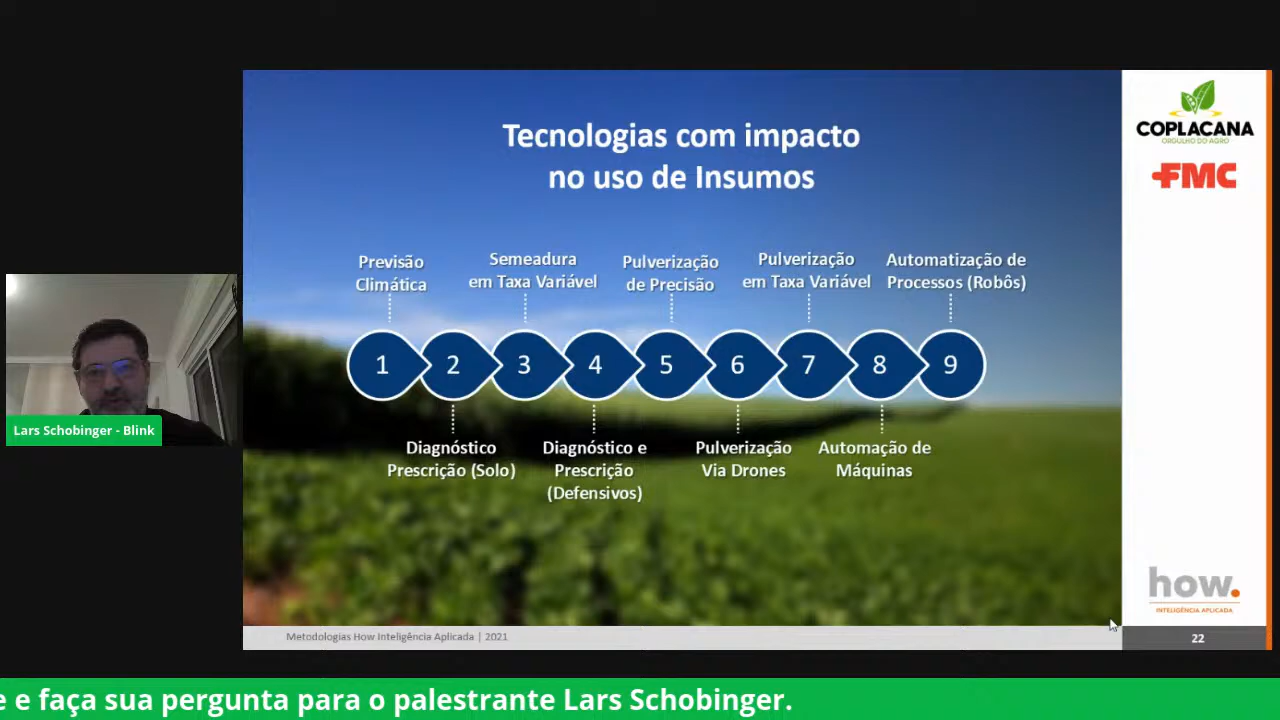 Tecnologias com impacto
no uso de Insumos
Previsão
Climática
Semeadura
em Taxa Variável
Pulverização
de Precisão
Pulverização
em Taxa Variável
Automatização de
Processos (Robôs)
1
2
3
4
5
6
7
8
9
Diagnóstico
Prescrição (Solo)
Diagnóstico e
Prescrição
(Defensivos)
Pulverização
Via Drones
Automação de
Máquinas
COPLACANA
ORGULHO DO AGRO
FMC
how.
INTELIGÊNCIA APLICADA
Lars Schobinger - Blink
Metodologias How Inteligência Aplicada | 2021
22
e e faça sua pergunta para o palestrante Lars Schobinger.